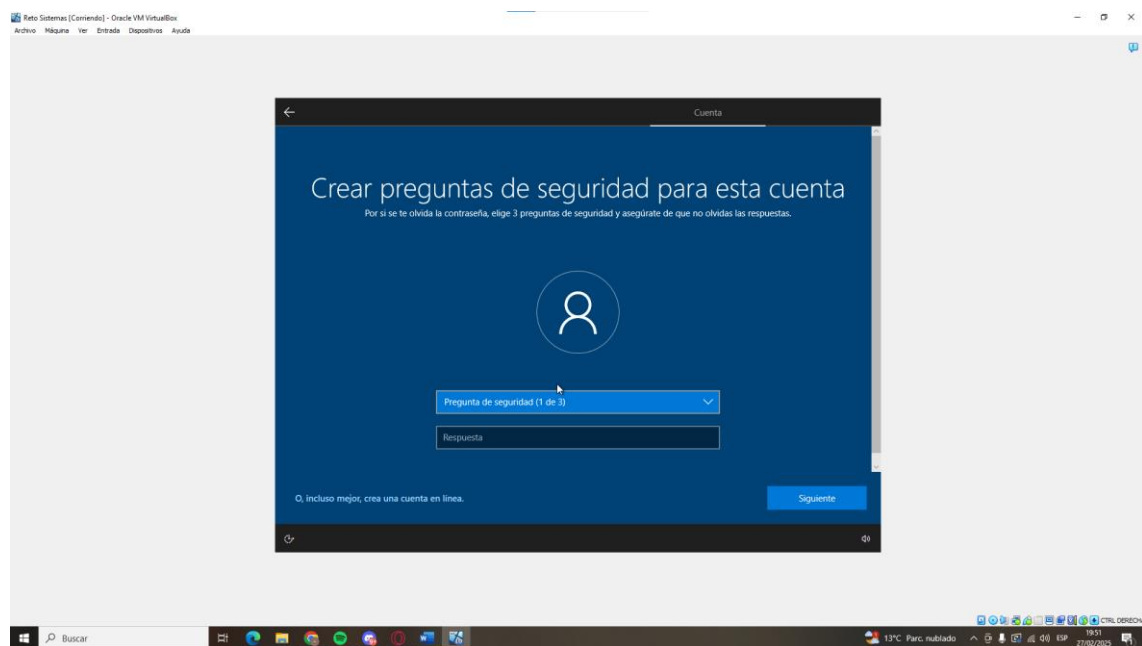 Reto Sistemas [Corriendo] - Oracle VM VirtualBox
Archivo Máquina Ver Entrada Dispositivos Ayuda
Cuenta
Crear preguntas de seguridad para esta cuenta
Por si se te olvida la contraseña, elige 3 preguntas de seguridad y asegúrate de que no olvidas las respuestas.
Pregunta de seguridad (1 de 3)
Respuesta
O, incluso mejor, crea una cuenta en línea.
Siguiente
CTRL DERECH
Buscar
13°C Parc. nublado
ESP
19:51
27/02/2025